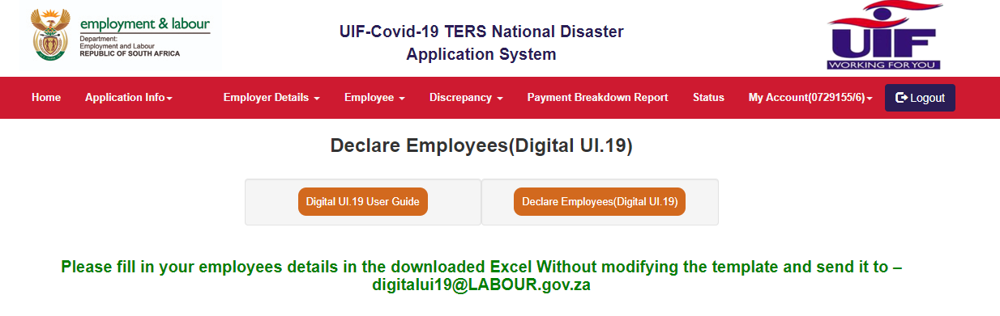 employment & labour
Department:
Employment and Labour
REPUBLIC OF SOUTH AFRICA
UIF-Covid-19 TERS National Disaster
Application System
UIF
WORKING FOR YOU
Home Application Info Employer Details Employee Discrepancy Payment Breakdown Report Status My Account(0729155/6) Logout
Declare Employees(Digital UI.19)
Digital UI.19 User Guide Declare Employees(Digital UI.19)
Please fill in your employees details in the downloaded Excel Without modifying the template and send it to –
digitalui19@LABOUR.gov.za